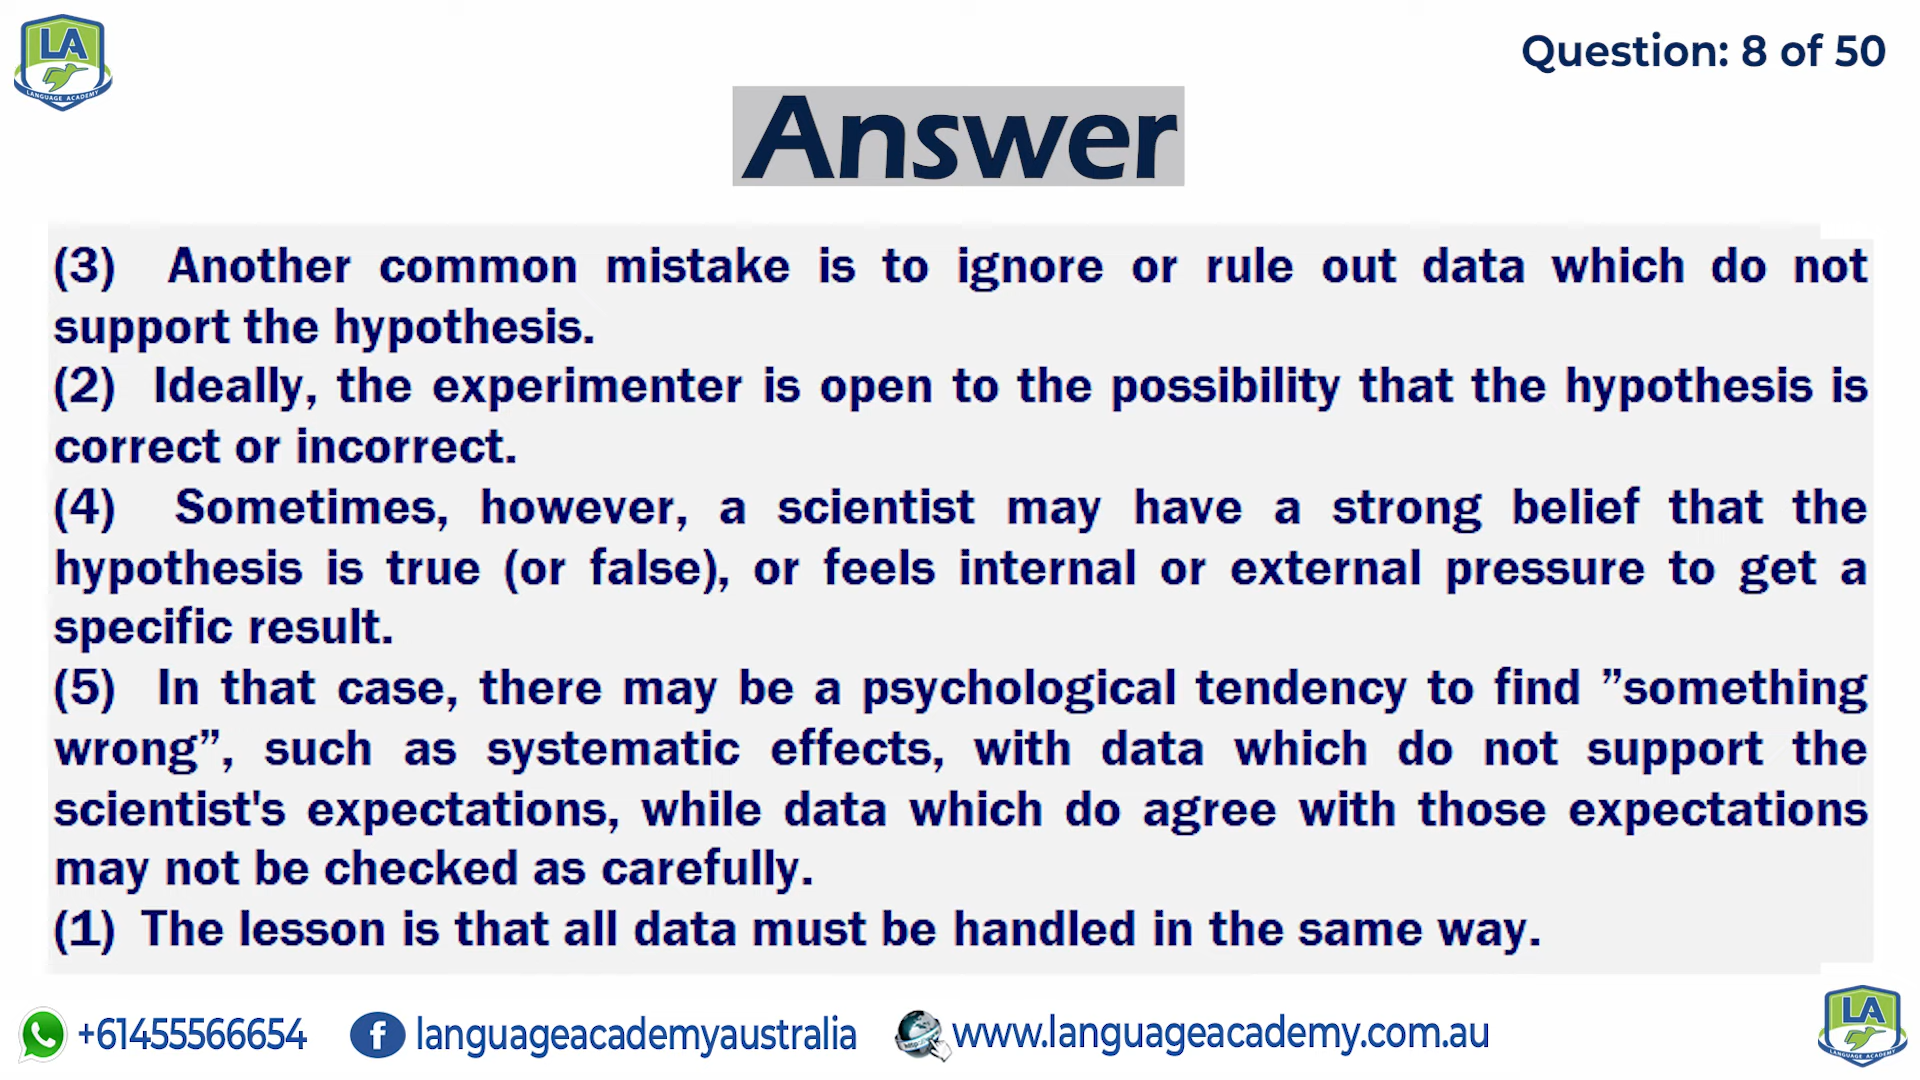 LA
LANGUAGE ACADEMY
Question: 8 of 50
Answer
(3) Another common mistake is to ignore or rule out data which do not
support the hypothesis.
(2) Ideally, the experimenter is open to the possibility that the hypothesis is
correct or incorrect.
(4) Sometimes, however, a scientist may have a strong belief that the
hypothesis is true (or false), or feels internal or external pressure to get a
specific result.
(5) In that case, there may be a psychological tendency to find ”something
wrong”, such as systematic effects, with data which do not support the
scientist's expectations, while data which do agree with those expectations
may not be checked as carefully.
(1) The lesson is that all data must be handled in the same way.
+61455566654
f languageacademyaustralia
http://
www.languageacademy.com.au
LA
LANGUAGE ACADEMY